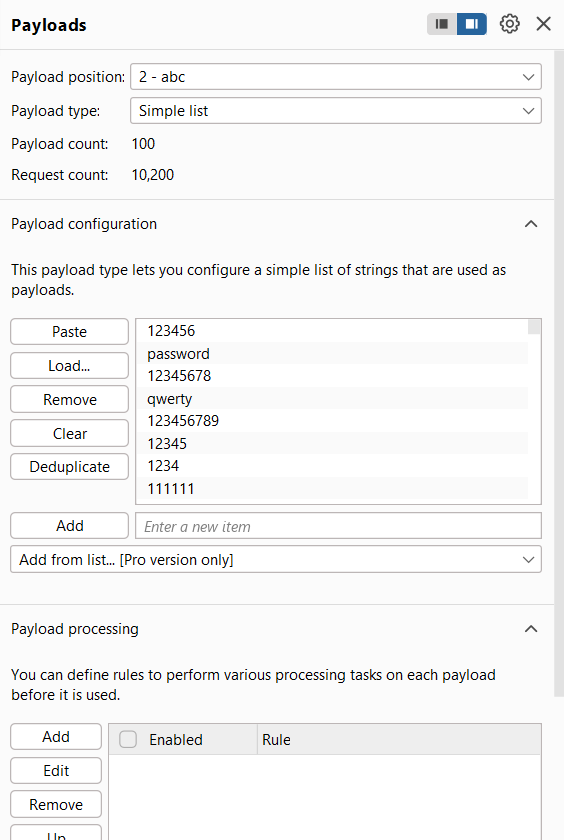 Payloads
Payload position: 2 - abc
Payload type: Simple list
Payload count: 100
Request count: 10,200
Payload configuration
This payload type lets you configure a simple list of strings that are used as
payloads.
Paste
Load...
Remove
Clear
Deduplicate
123456
password
12345678
qwerty
123456789
12345
1234
111111
Add
Enter a new item
Add from list... [Pro version only]
Payload processing
You can define rules to perform various processing tasks on each payload
before it is used.
Add
Edit
Remove
Up
Enabled
Rule